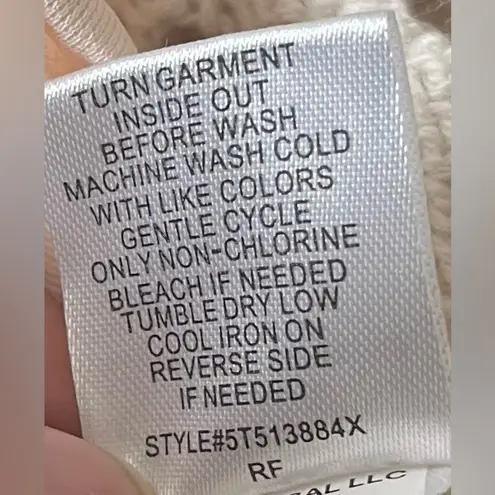 TURN GARMENT
INSIDE OUT
BEFORE WASH
MACHINE WASH COLD
WITH LIKE COLORS
GENTLE CYCLE
ONLY NON-CHLORINE
BLEACH IF NEEDED
TUMBLE DRY LOW
COOL IRON ON
REVERSE SIDE
IF NEEDED
STYLE#5T513884X
RF
LLC